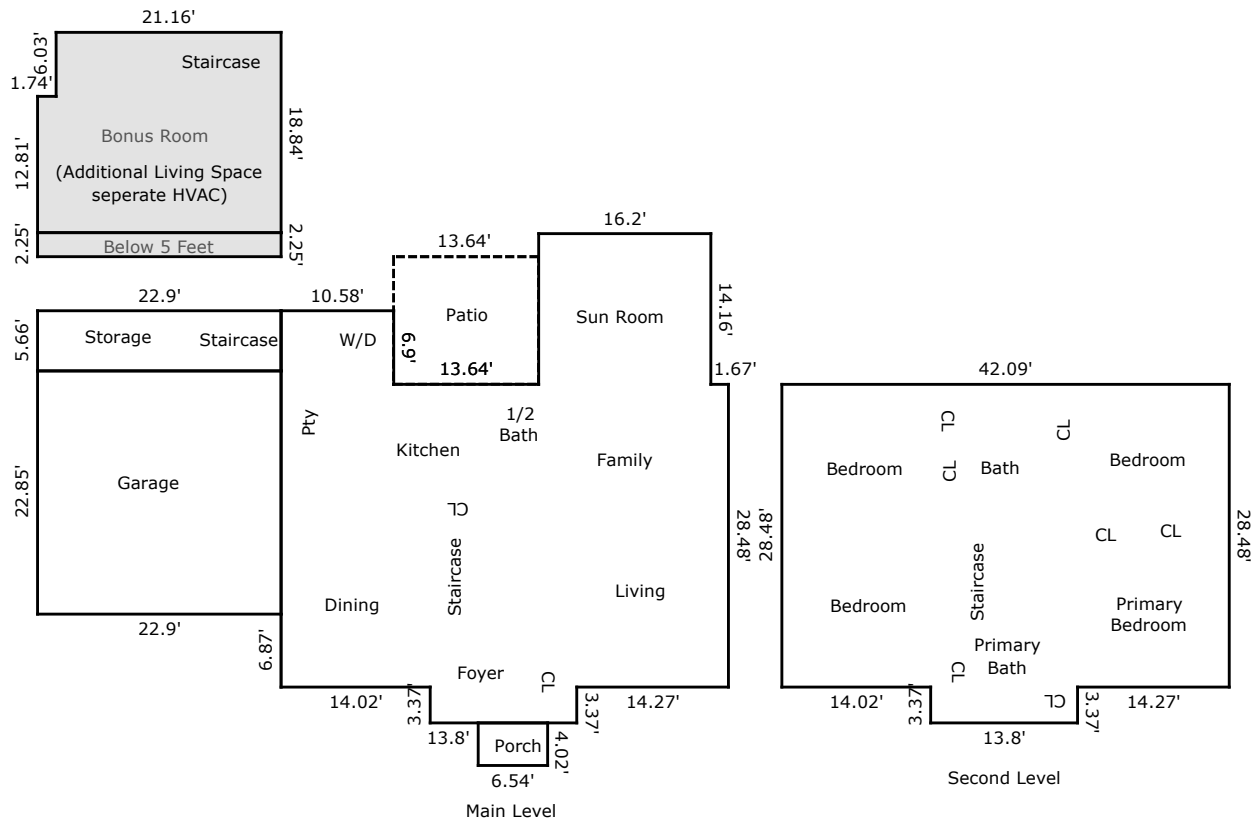 21.16'
6.03'
Staircase
1.74'
18.84'
Bonus Room
12.81'
(Additional Living Space
seperate HVAC)
2.25'
Below 5 Feet
2.25'
22.9'
10.58'
13.64'
16.2'
5.66'
Storage
Staircase
W/D
6.9'
Patio
Sun Room
14.16'
13.64'
1.67'
Pty
Kitchen
1/2
Bath
Family
22.85'
Garage
CL
28.48'
Staircase
Dining
Living
22.9'
6.87'
Foyer
CL
14.02'
3.37'
3.37'
14.27'
13.8'
Porch
4.02'
6.54'
Main Level
42.09'
CL
CL
Bedroom
CL
Bath
Bedroom
28.48'
CL
CL
28.48'
Staircase
Bedroom
Primary
Bedroom
Primary
Bath
CL
CL
14.02'
3.37'
3.37'
14.27'
13.8'
Second Level